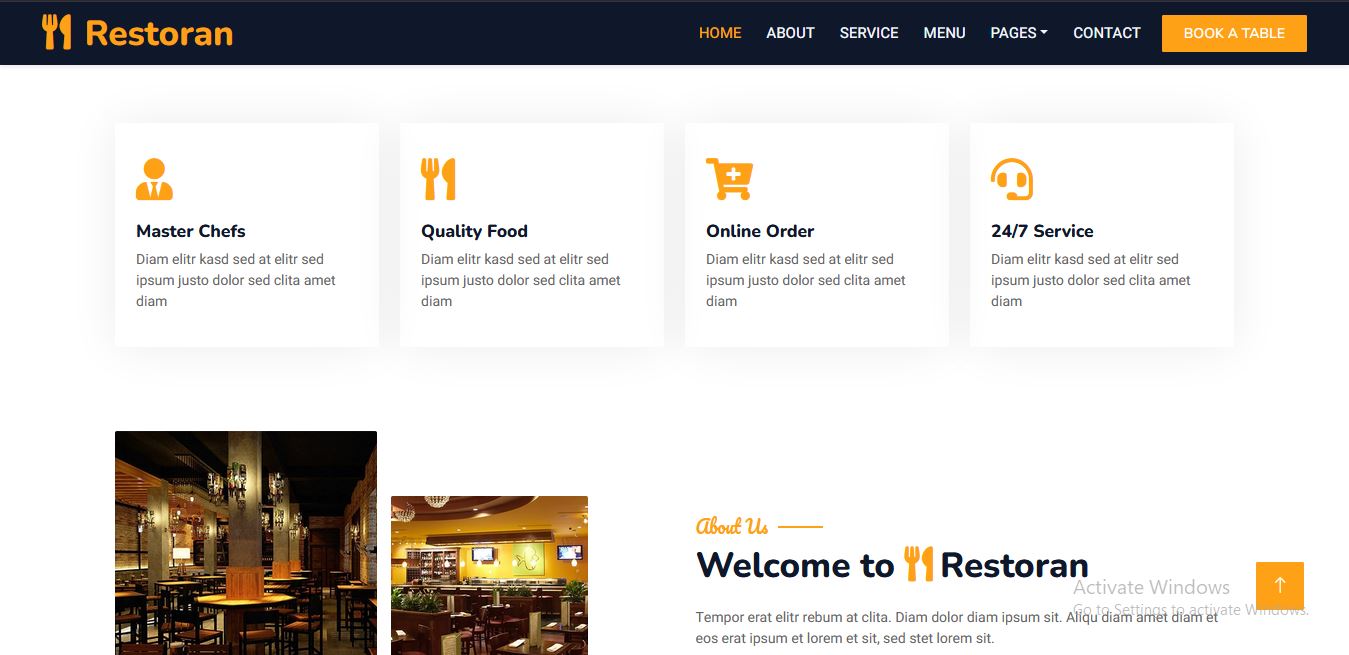 Restoran
HOME
ABOUT
SERVICE
MENU
PAGES
CONTACT
BOOK A TABLE
Master Chefs
Diam elitr kasd sed at elitr sed
ipsum justo dolor sed clita amet
diam
Quality Food
Diam elitr kasd sed at elitr sed
ipsum justo dolor sed clita amet
diam
Online Order
Diam elitr kasd sed at elitr sed
ipsum justo dolor sed clita amet
diam
24/7 Service
Diam elitr kasd sed at elitr sed
ipsum justo dolor sed clita amet
diam
About Us
Welcome to Restoran
Tempor erat elitr rebum at clita. Diam dolor diam ipsum sit. Aliqu diam amet diam et
eos erat ipsum et lorem et sit, sed stet lorem sit.
Activate Windows
Go to Settings to activate Windows.